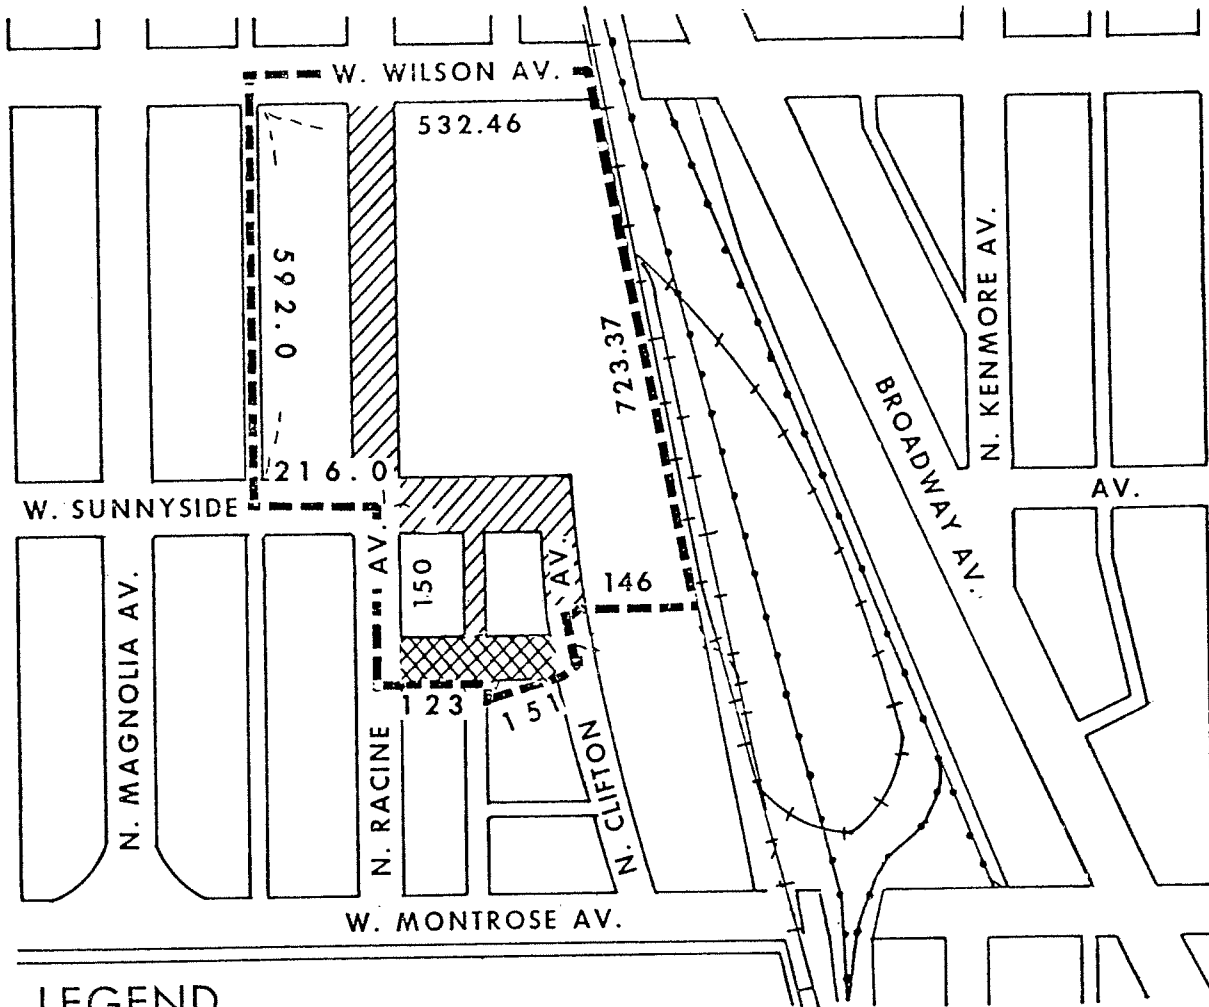 W. WILSON AV.
532.46
592.0
723.37
N. KENMORE AV.
BROADWAY AV.
216.0
W. SUNNYSIDE
AV.
AV.
AV.
150
146
N. MAGNOLIA AV.
123
151
N. RACINE
N. CLIFTON
W. MONTROSE AV.
LEGEND